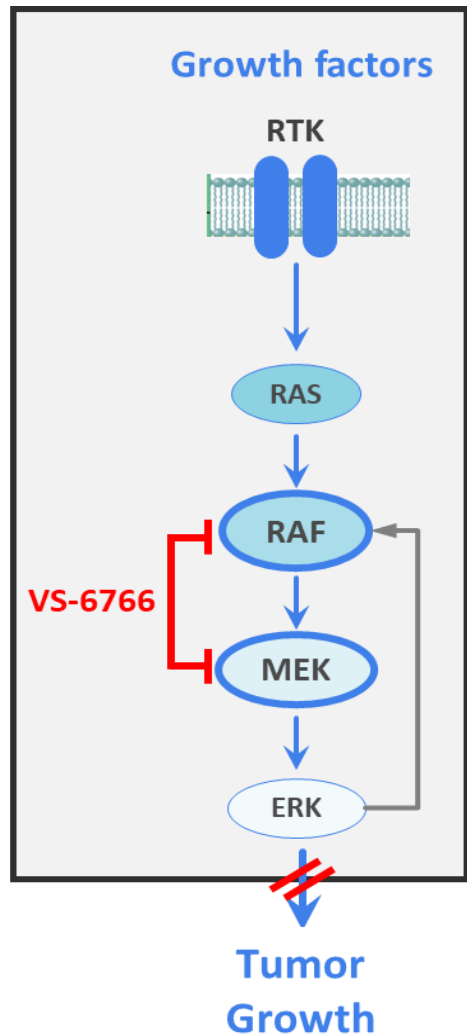 Growth factors
RTK
RAS
RAF
VS-6766
MEK
ERK
Tumor
Growth